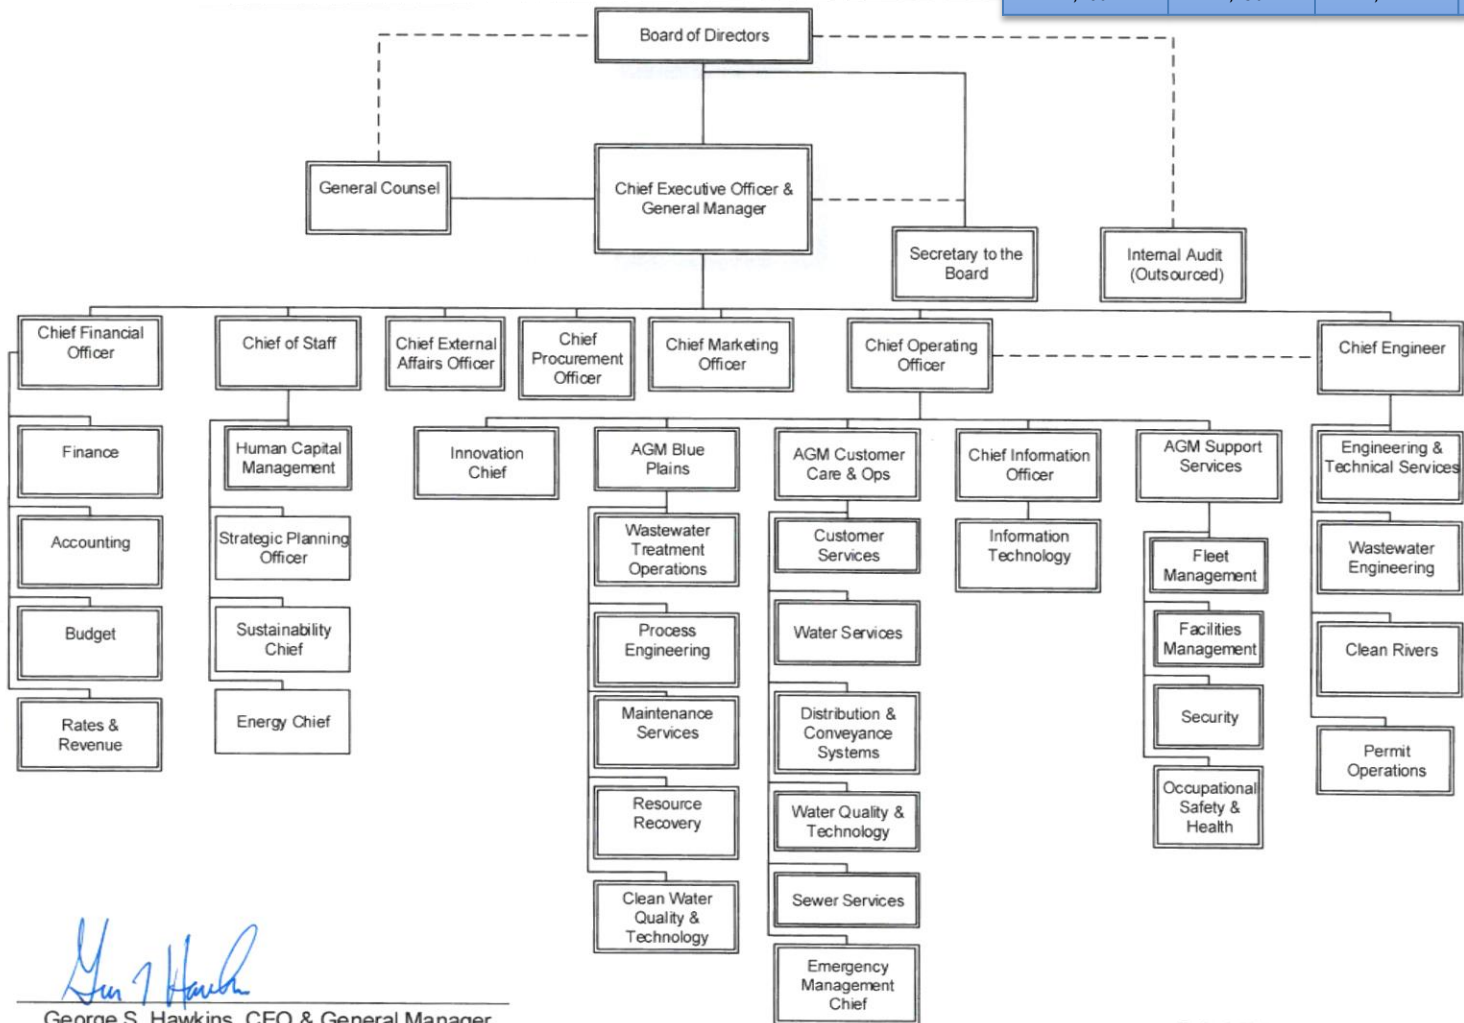 Board of Directors
General Counsel
Chief Executive Officer &
General Manager
Secretary to the
Board
Internal Audit
(Outsourced)
Chief Financial
Officer
Chief of Staff
Chief External
Affairs Officer
Chief
Procurement
Officer
Chief Marketing
Officer
Chief Operating
Officer
Chief Engineer
Finance
Accounting
Budget
Rates &
Revenue
Human Capital
Management
Strategic Planning
Officer
Sustainability
Chief
Energy Chief
Innovation
Chief
AGM Blue
Plains
Wastewater
Treatment
Operations
Process
Engineering
Maintenance
Services
Resource
Recovery
Clean Water
Quality &
Technology
AGM Customer
Care & Ops
Customer
Services
Water Services
Distribution &
Conveyance
Systems
Water Quality &
Technology
Sewer Services
Emergency
Management
Chief
Chief Information
Officer
Information
Technology
AGM Support
Services
Fleet
Management
Facilities
Management
Security
Occupational
Safety &
Health
Engineering &
Technical Services
Wastewater
Engineering
Clean Rivers
Permit
Operations
George S. Hawkins, CEO & General Manager